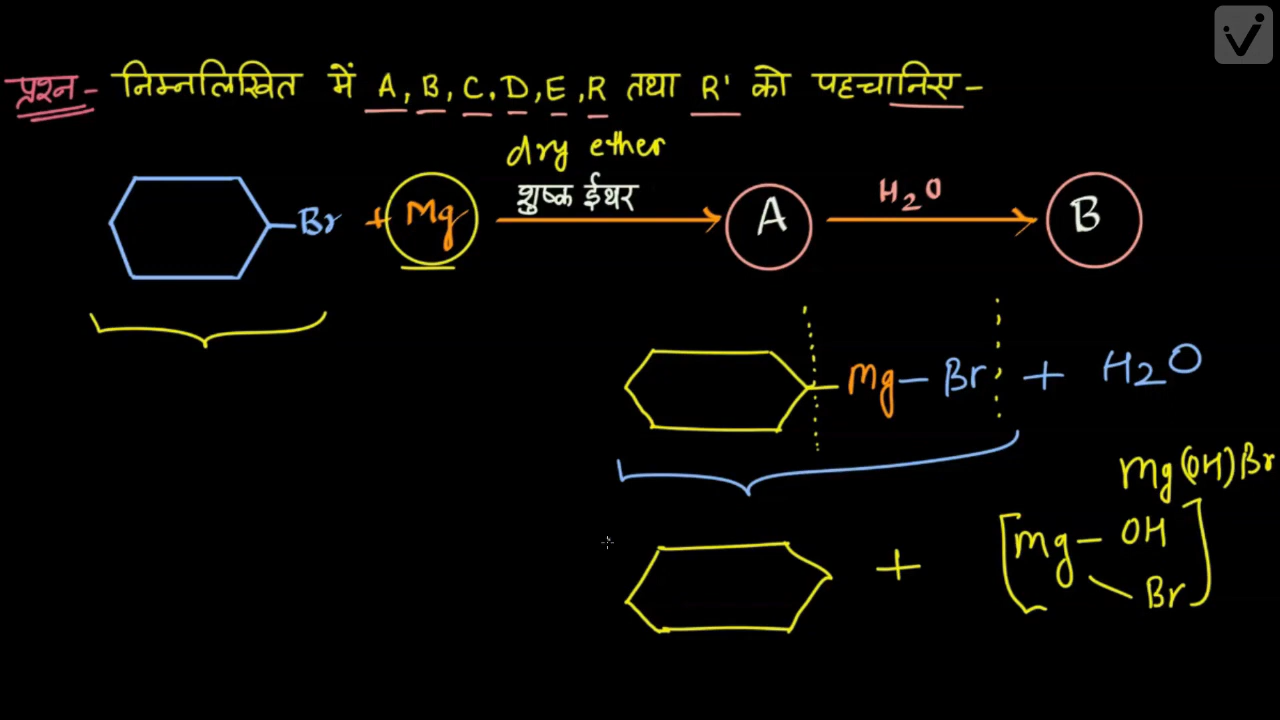 प्रश्न- निम्नलिखित में A, B, C, D, E, R तथा R' को पहचानिए -
dry ether
शुष्क ईथर
Br + Mg A H2O B
Mg - Br + H2O
Mg(OH)Br
+ [Mg - OH
Br]